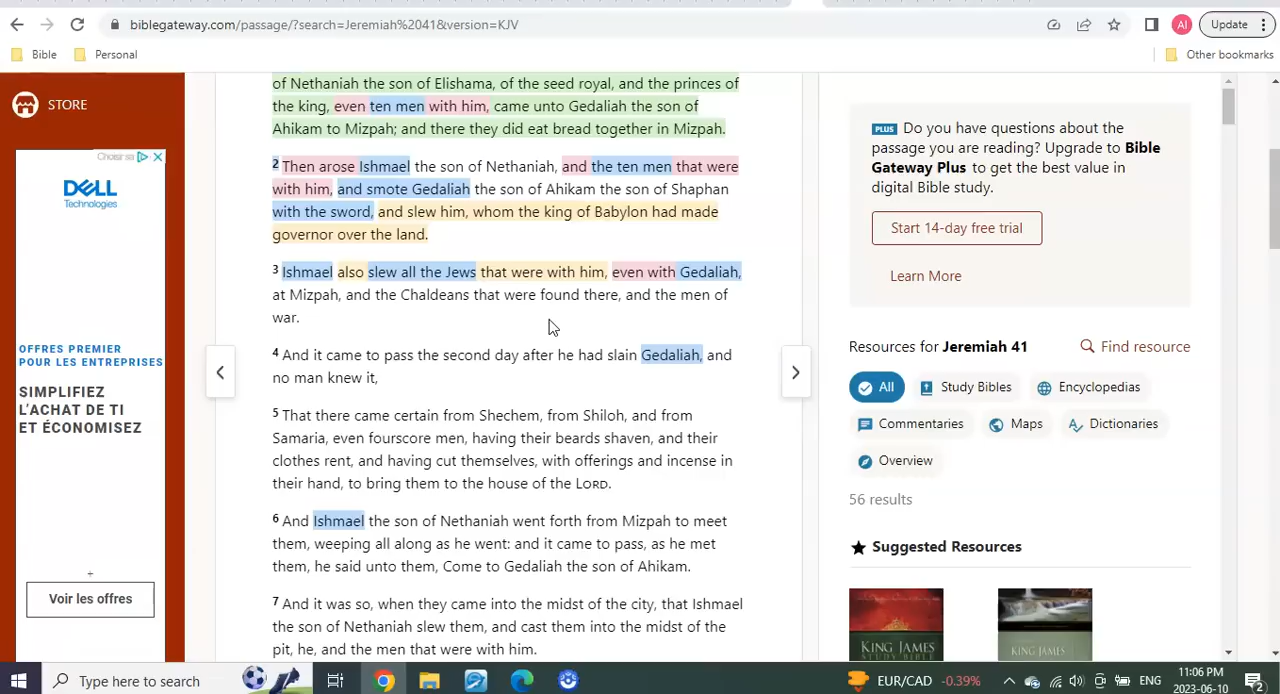 biblegateway.com/passage/?search=Jeremiah%2041&version=KJV
AI
Update
Bible
Personal
Other bookmarks
STORE
Choisir sa
DELL
Technologies
OFFRES PREMIER
POUR LES ENTREPRISES
SIMPLIFIEZ
L'ACHAT DE TI
ET ÉCONOMISEZ
+
Voir les offres
of Nethaniah the son of Elishama, of the seed royal, and the princes of
the king, even ten men with him, came unto Gedaliah the son of
Ahikam to Mizpah; and there they did eat bread together in Mizpah.
2 Then arose Ishmael the son of Nethaniah, and the ten men that were
with him, and smote Gedaliah the son of Ahikam the son of Shaphan
with the sword, and slew him, whom the king of Babylon had made
governor over the land.
3 Ishmael also slew all the Jews that were with him, even with Gedaliah,
at Mizpah, and the Chaldeans that were found there, and the men of
war.
4 And it came to pass the second day after he had slain Gedaliah, and
no man knew it,
5 That there came certain from Shechem, from Shiloh, and from
Samaria, even fourscore men, having their beards shaven, and their
clothes rent, and having cut themselves, with offerings and incense in
their hand, to bring them to the house of the LORD.
6 And Ishmael the son of Nethaniah went forth from Mizpah to meet
them, weeping all along as he went: and it came to pass, as he met
them, he said unto them, Come to Gedaliah the son of Ahikam.
7 And it was so, when they came into the midst of the city, that Ishmael
the son of Nethaniah slew them, and cast them into the midst of the
pit, he, and the men that were with him.
PLUS Do you have questions about the
passage you are reading? Upgrade to Bible
Gateway Plus to get the best value in
digital Bible study.
Start 14-day free trial
Learn More
Resources for Jeremiah 41
Find resource
All
Study Bibles
Encyclopedias
Commentaries
Maps
Dictionaries
Overview
56 results
Suggested Resources
KING JAMES
KING JAMES
Type here to search
EUR/CAD -0.39%
11:06 PM
2023-06-10
2